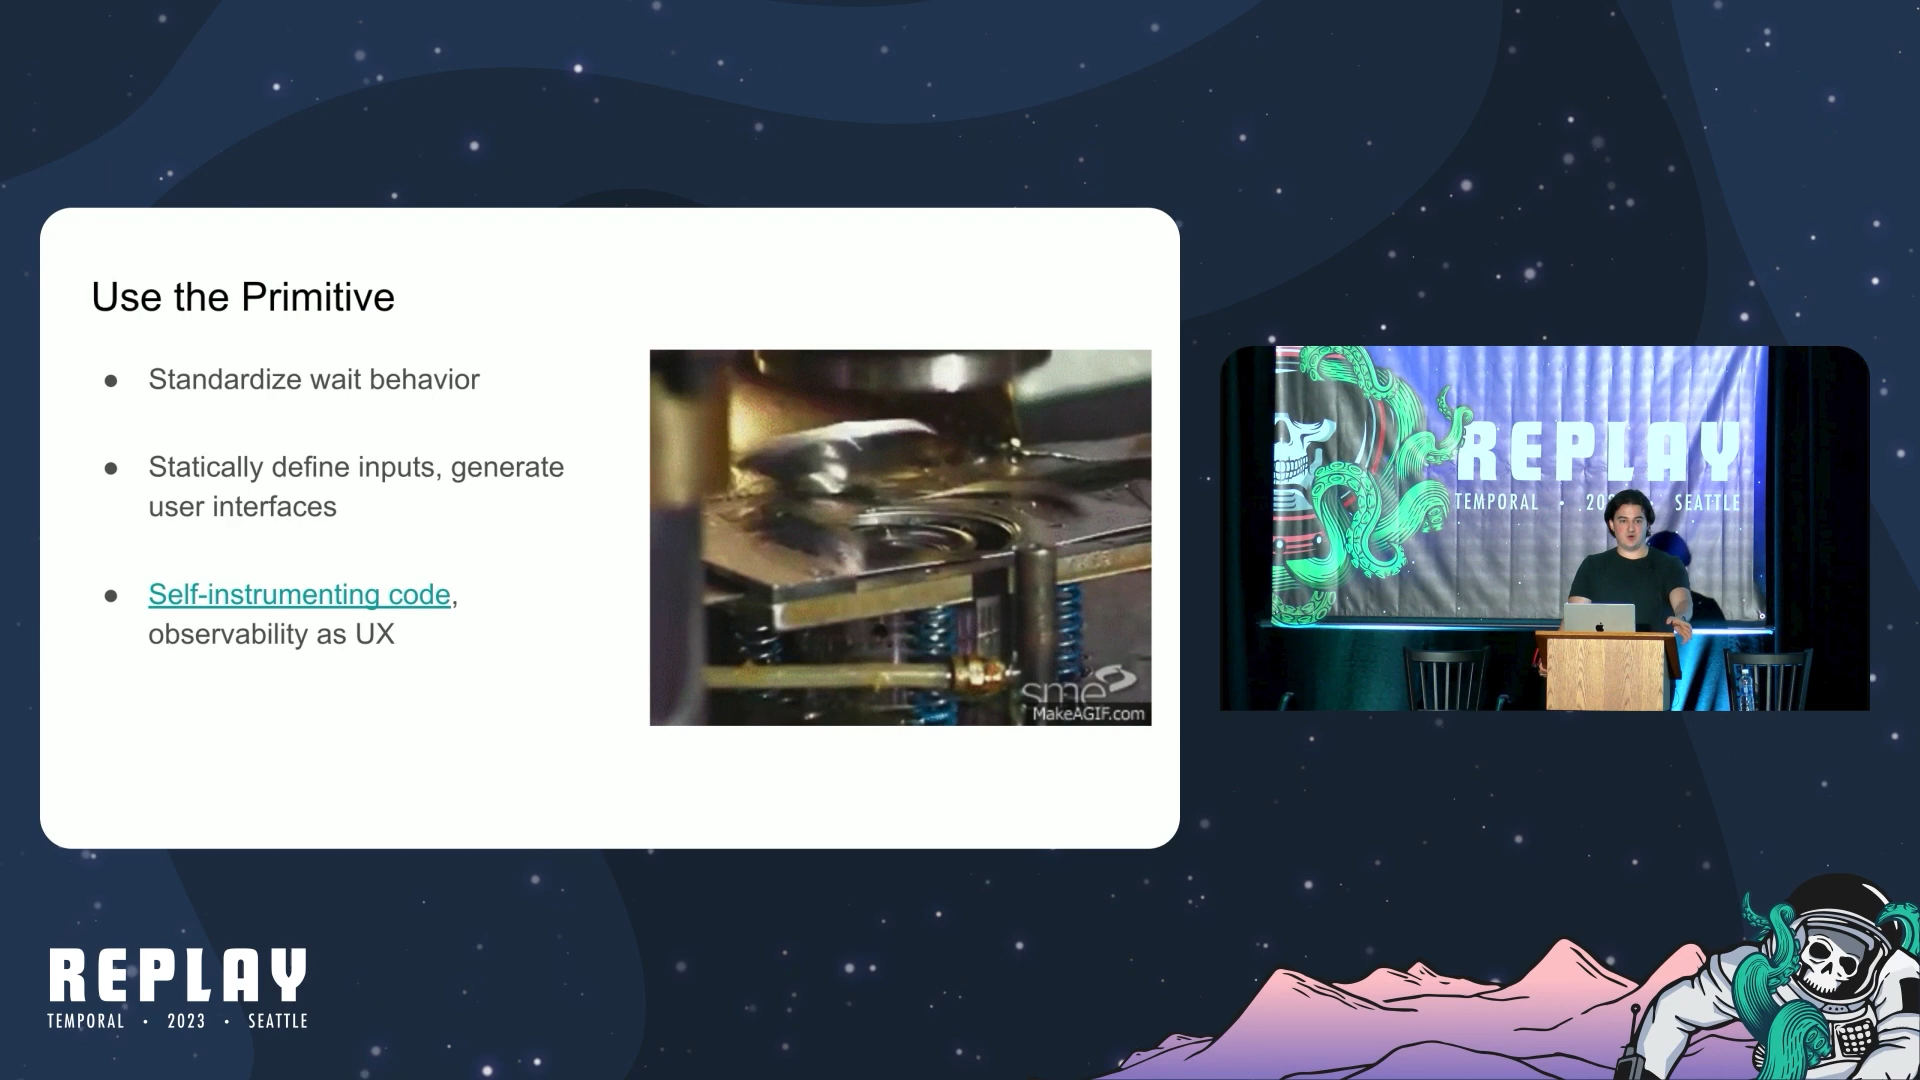 Use the Primitive
● Standardize wait behavior
● Statically define inputs, generate
user interfaces
● Self-instrumenting code,
observability as UX
sme
MakeAGIF.com
REPLAY
TEMPORAL • 20 • SEATTLE
REPLAY
TEMPORAL • 2023 • SEATTLE